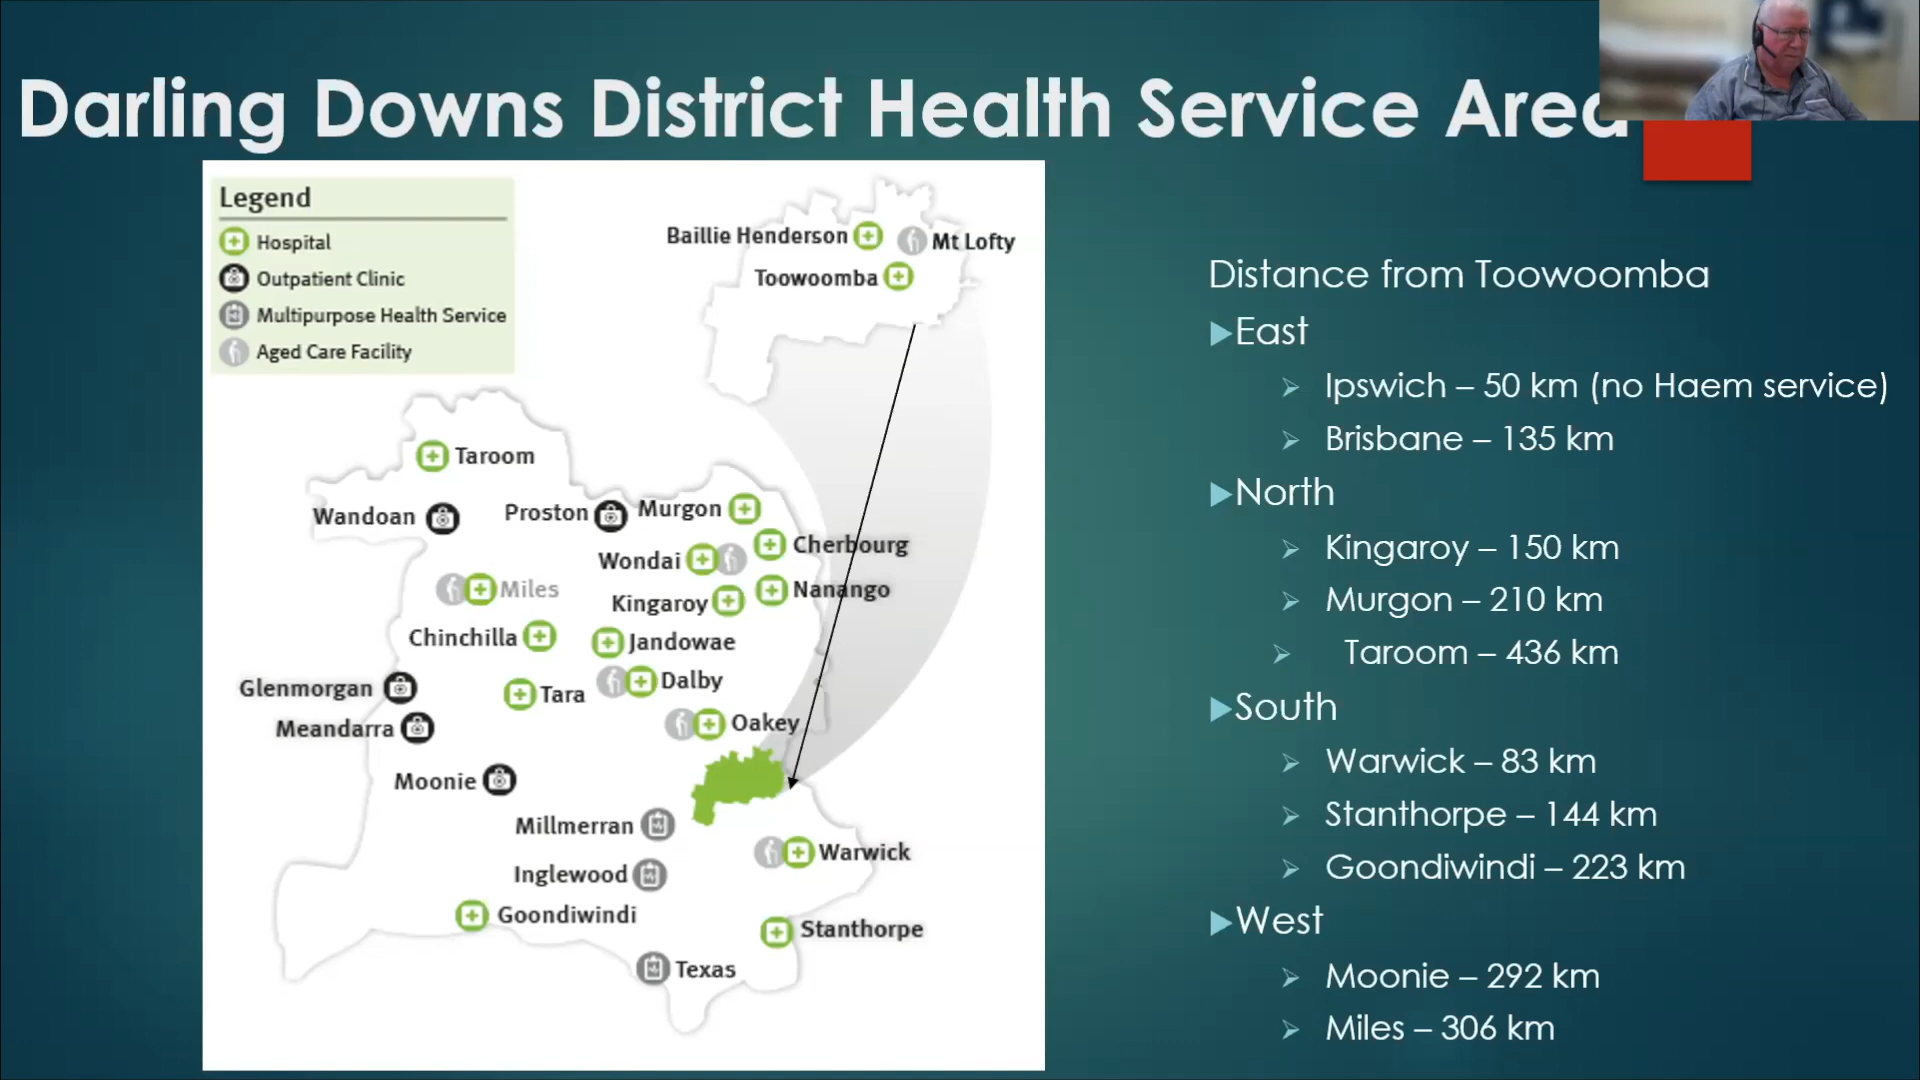 Darling Downs District Health Service Area
Legend
Hospital
Outpatient Clinic
Multipurpose Health Service
Aged Care Facility
Baillie Henderson
Mt Lofty
Toowoomba
Taroom
Wandoan
Proston
Murgon
Cherbourg
Wondai
Miles
Nanango
Kingaroy
Chinchilla
Jandowae
Glenmorgan
Tara
Dalby
Meandarra
Oakey
Moonie
Millmerran
Warwick
Inglewood
Goondiwindi
Stanthorpe
Texas
Distance from Toowoomba
East
Ipswich – 50 km (no Haem service)
Brisbane – 135 km
North
Kingaroy – 150 km
Murgon – 210 km
Taroom – 436 km
South
Warwick – 83 km
Stanthorpe – 144 km
Goondiwindi – 223 km
West
Moonie – 292 km
Miles – 306 km